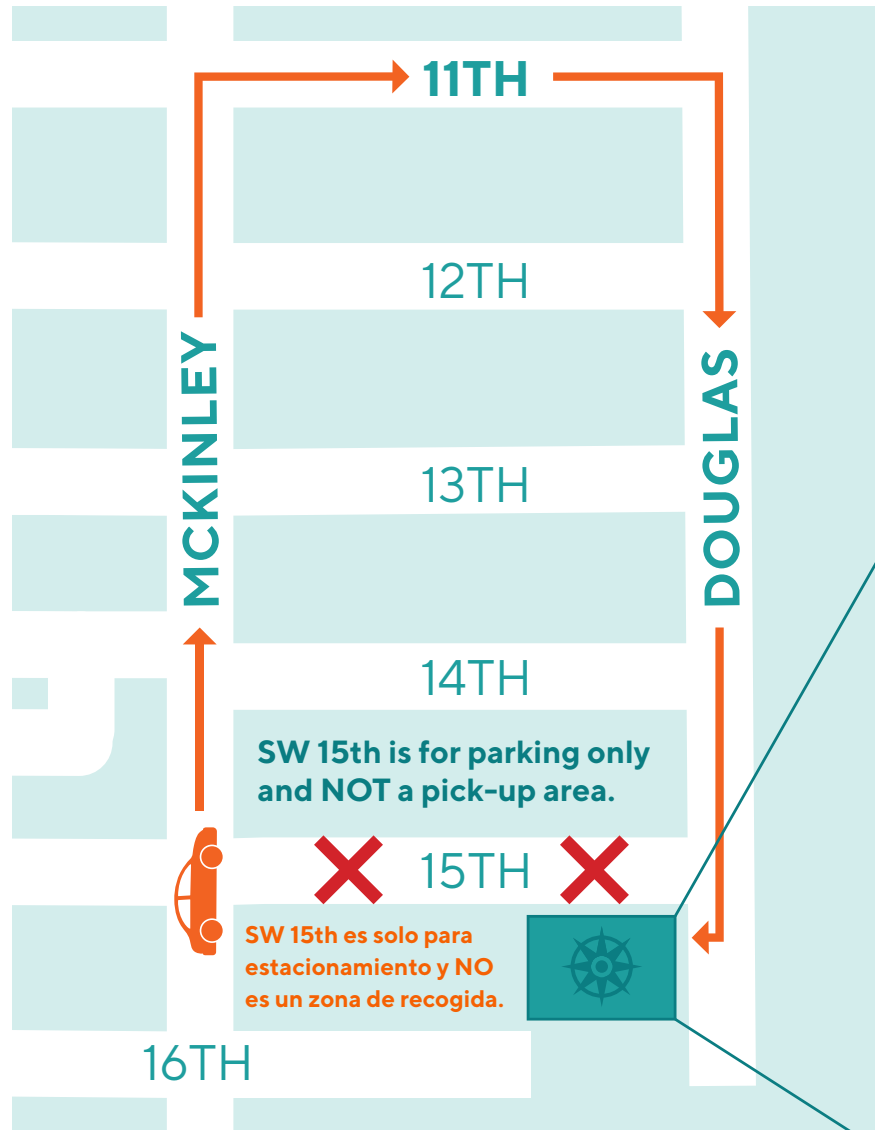 11TH
12TH
MCKINLEY
DOUGLAS
13TH
14TH
SW 15th is for parking only
and NOT a pick-up area.
15TH
SW 15th es solo para
estacionamiento y NO
es un zona de recogida.
16TH